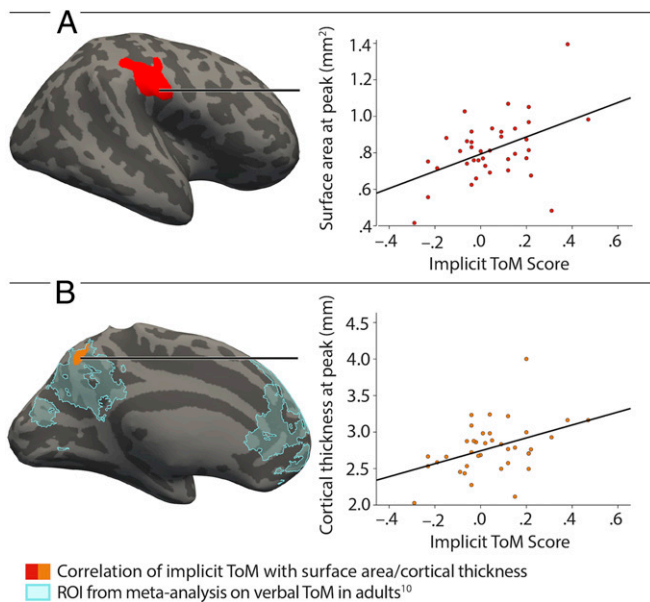 A
Surface area at peak (mm²)
1.4
1.2
1.0
.8
.6
.4
-.4 -.2 .0 .2 .4 .6
Implicit ToM Score
B
Cortical thickness at peak (mm)
4.5
4.0
3.5
3.0
2.5
2.0
-.4 -.2 .0 .2 .4 .6
Implicit ToM Score
Correlation of implicit ToM with surface area/cortical thickness
ROI from meta-analysis on verbal ToM in adults¹⁰